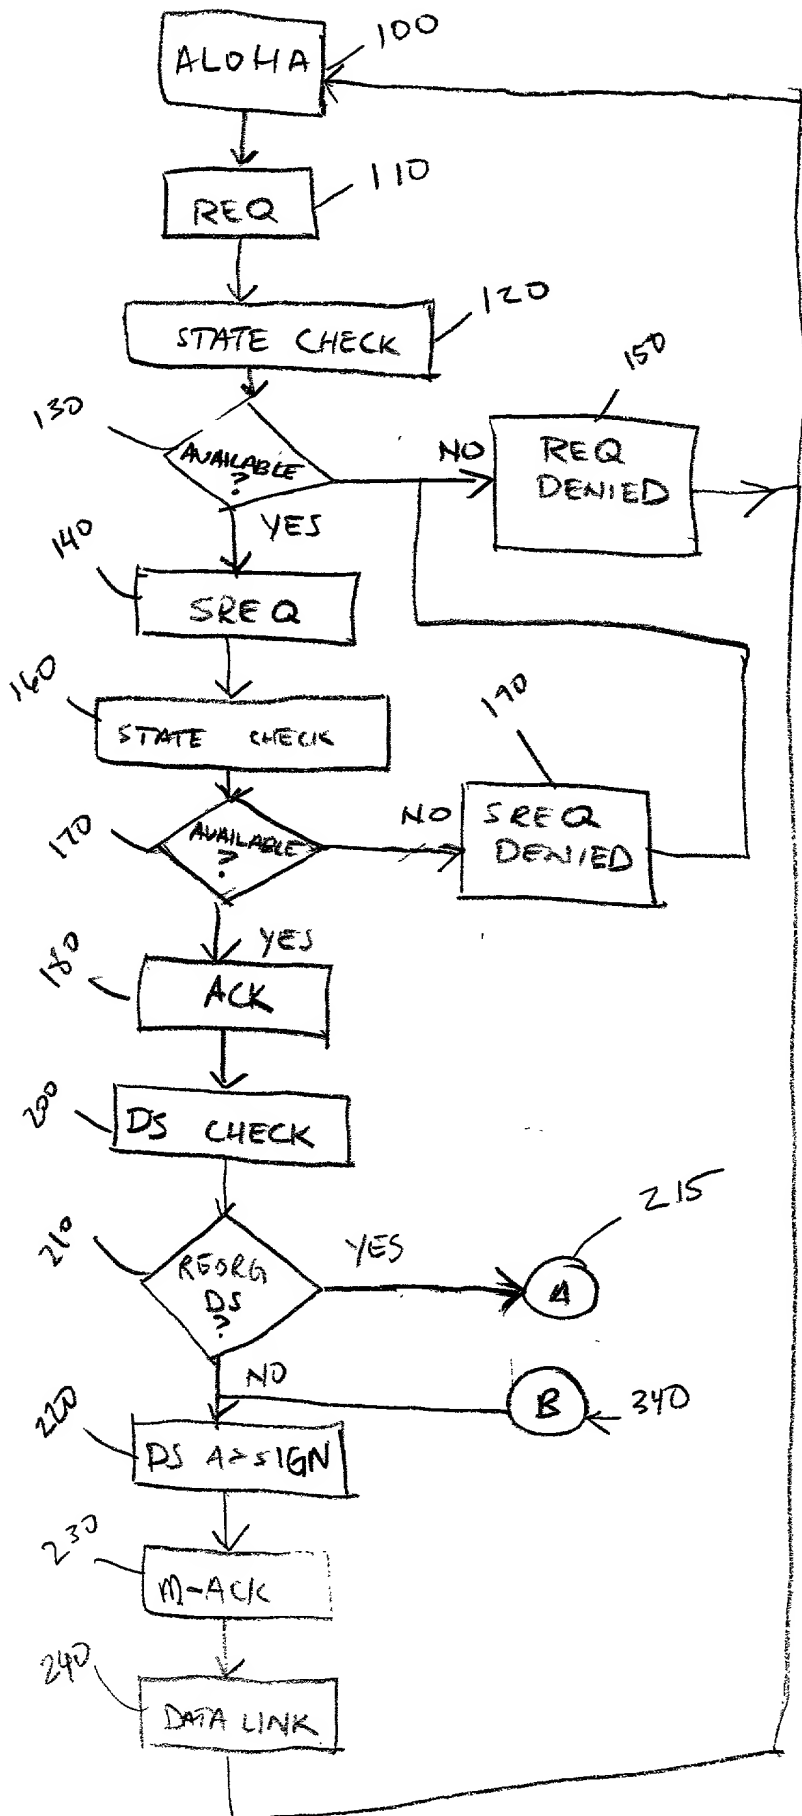 100
ALOHA
110
REQ
120
STATE CHECK
130
AVAILABLE
?
NO
YES
150
REQ
DENIED
140
SREQ
160
STATE CHECK
170
AVAILABLE
?
NO
YES
190
SREQ
DENIED
180
ACK
200
DS CHECK
210
REORG
DS
?
YES
215
A
NO
B
340
220
DS ASSIGN
230
M-ACK
240
DATA LINK